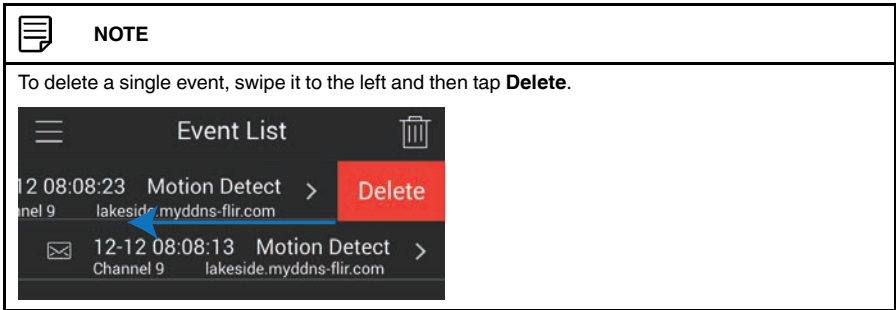 NOTE
To delete a single event, swipe it to the left and then tap Delete.
Event List
12 08:08:23 Motion Detect > Delete
nnel 9 lakeside.myddns-flir.com
12-12 08:08:13 Motion Detect >
Channel 9 lakeside.myddns-flir.com